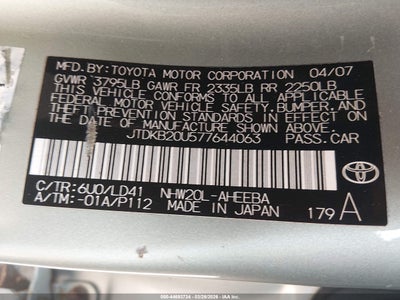 MFD.BY: TOYOTA MOTOR CORPORATION 04/07
GVWR 3795LB GAWR FR 2335LB RR 2250LB
THIS VEHICLE CONFORMS TO ALL APPLICABLE
FEDERAL MOTOR VEHICLE SAFETY, BUMPER, AND
THEFT PREVENTION STANDARDS IN EFFECT ON
THE DATE OF MANUFACTURE SHOWN ABOVE.
JTDKB20U577644063 PASS.CAR
C/TR: 6U0/LD41 NHW20L-AHEEBA
A/TM: -01A/P112 MADE IN JAPAN 179 A
TOYOTA